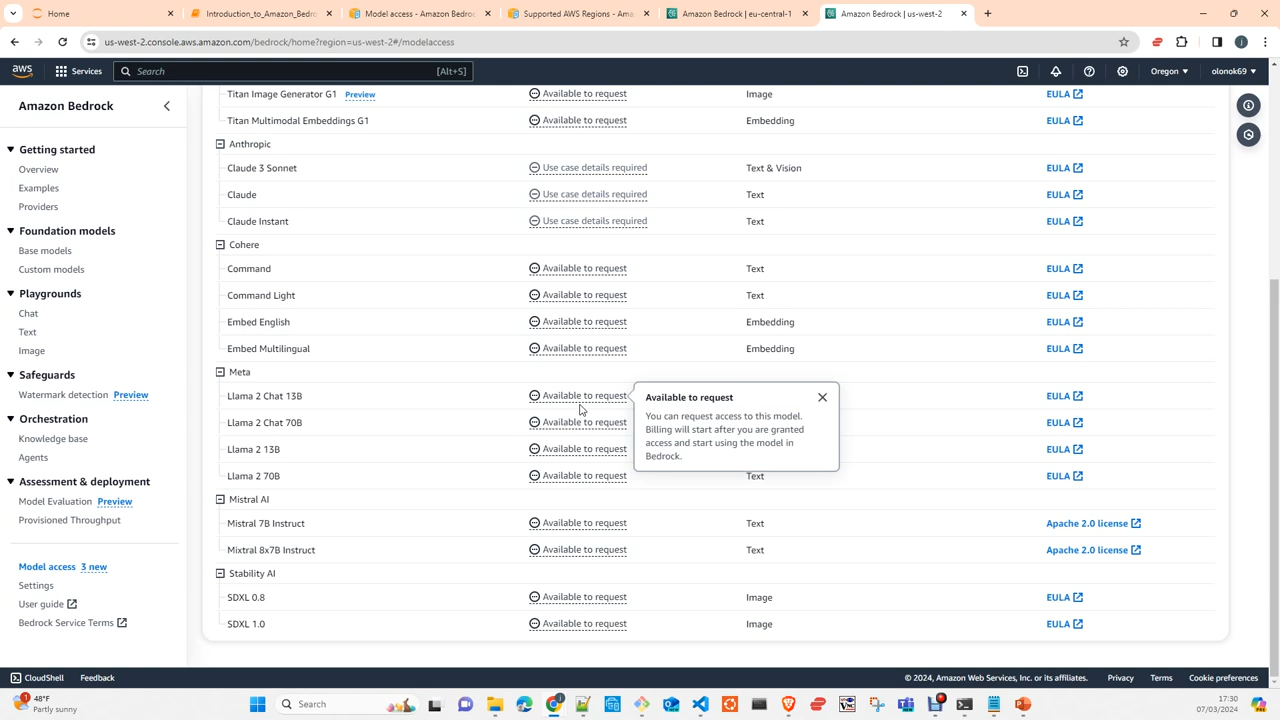 Home
Introduction_to_Amazon_Bedr
Model access - Amazon Bedroc
Supported AWS Regions - Amaz
Amazon Bedrock | eu-central-1
Amazon Bedrock | us-west-2
us-west-2.console.aws.amazon.com/bedrock/home?region=us-west-2#/modelaccess
aws Services Search [Alt+S] Oregon olonok69
Amazon Bedrock
Getting started
Overview
Examples
Providers
Foundation models
Base models
Custom models
Playgrounds
Chat
Text
Image
Safeguards
Watermark detection Preview
Orchestration
Knowledge base
Agents
Assessment & deployment
Model Evaluation Preview
Provisioned Throughput
Model access 3 new
Settings
User guide
Bedrock Service Terms
Titan Image Generator G1 Preview Available to request Image EULA
Titan Multimodal Embeddings G1 Available to request Embedding EULA
Anthropic
Claude 3 Sonnet Use case details required Text & Vision EULA
Claude Use case details required Text EULA
Claude Instant Use case details required Text EULA
Cohere
Command Available to request Text EULA
Command Light Available to request Text EULA
Embed English Available to request Embedding EULA
Embed Multilingual Available to request Embedding EULA
Meta
Llama 2 Chat 13B Available to request EULA
Llama 2 Chat 70B Available to request EULA
Llama 2 13B Available to request EULA
Llama 2 70B Available to request Text EULA
Available to request
You can request access to this model.
Billing will start after you are granted
access and start using the model in
Bedrock.
Mistral AI
Mistral 7B Instruct Available to request Text Apache 2.0 license
Mixtral 8x7B Instruct Available to request Text Apache 2.0 license
Stability AI
SDXL 0.8 Available to request Image EULA
SDXL 1.0 Available to request Image EULA
CloudShell Feedback © 2024, Amazon Web Services, Inc. or its affiliates. Privacy Terms Cookie preferences
48°F
Partly sunny
Search
17:30
07/03/2024